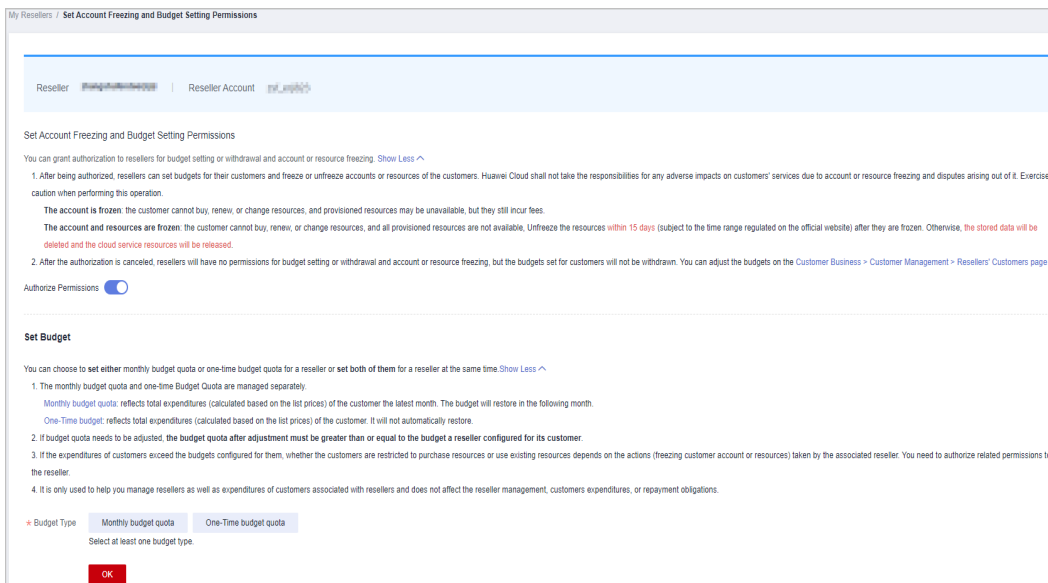 My Resellers / Set Account Freezing and Budget Setting Permissions
Reseller | Reseller Account
Set Account Freezing and Budget Setting Permissions
You can grant authorization to resellers for budget setting or withdrawal and account or resource freezing. Show Less
1. After being authorized, resellers can set budgets for their customers and freeze or unfreeze accounts or resources of the customers. Huawei Cloud shall not take the responsibilities for any adverse impacts on customers' services due to account or resource freezing and disputes arising out of it. Exercise
caution when performing this operation.
The account is frozen: the customer cannot buy, renew, or change resources, and provisioned resources may be unavailable, but they still incur fees.
The account and resources are frozen: the customer cannot buy, renew, or change resources, and all provisioned resources are not available, Unfreeze the resources within 15 days (subject to the time range regulated on the official website) after they are frozen. Otherwise, the stored data will be
deleted and the cloud service resources will be released.
2. After the authorization is canceled, resellers will have no permissions for budget setting or withdrawal and account or resource freezing, but the budgets set for customers will not be withdrawn. You can adjust the budgets on the Customer Business > Customer Management > Resellers' Customers page
Authorize Permissions
Set Budget
You can choose to set either monthly budget quota or one-time budget quota for a reseller or set both of them for a reseller at the same time.Show Less
1. The monthly budget quota and one-time Budget Quota are managed separately.
Monthly budget quota: reflects total expenditures (calculated based on the list prices) of the customer the latest month. The budget will restore in the following month.
One-Time budget: reflects total expenditures (calculated based on the list prices) of the customer. It will not automatically restore.
2. If budget quota needs to be adjusted, the budget quota after adjustment must be greater than or equal to the budget a reseller configured for its customer.
3. If the expenditures of customers exceed the budgets configured for them, whether the customers are restricted to purchase resources or use existing resources depends on the actions (freezing customer account or resources) taken by the associated reseller. You need to authorize related permissions to
the reseller.
4. It is only used to help you manage resellers as well as expenditures of customers associated with resellers and does not affect the reseller management, customers expenditures, or repayment obligations.
* Budget Type Monthly budget quota One-Time budget quota
Select at least one budget type.
OK